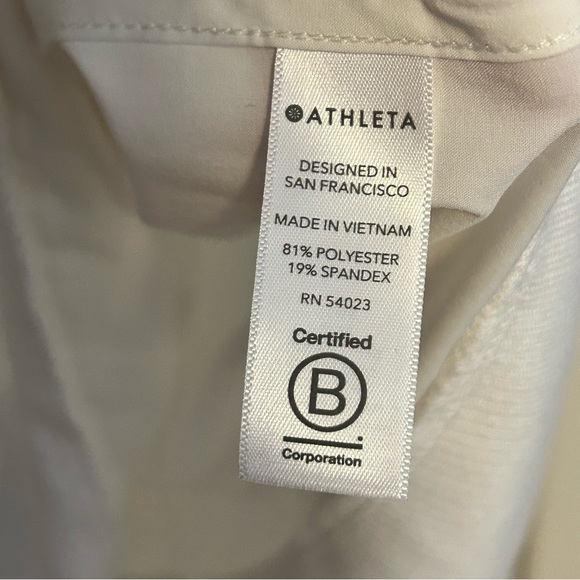 ATHLETA
DESIGNED IN
SAN FRANCISCO
MADE IN VIETNAM
81% POLYESTER
19% SPANDEX
RN 54023
Certified
B
Corporation